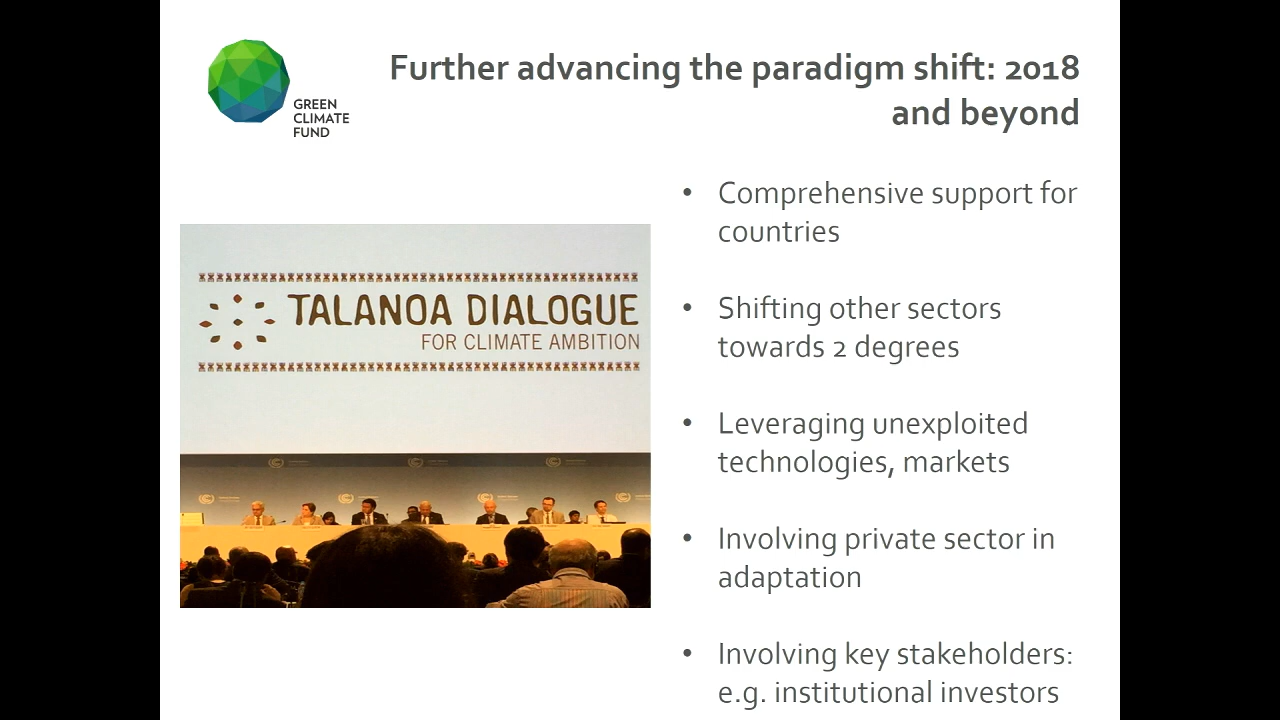 GREEN
CLIMATE
FUND
Further advancing the paradigm shift: 2018
and beyond
TALANOA DIALOGUE
FOR CLIMATE AMBITION
• Comprehensive support for
countries
• Shifting other sectors
towards 2 degrees
• Leveraging unexploited
technologies, markets
• Involving private sector in
adaptation
• Involving key stakeholders:
e.g. institutional investors